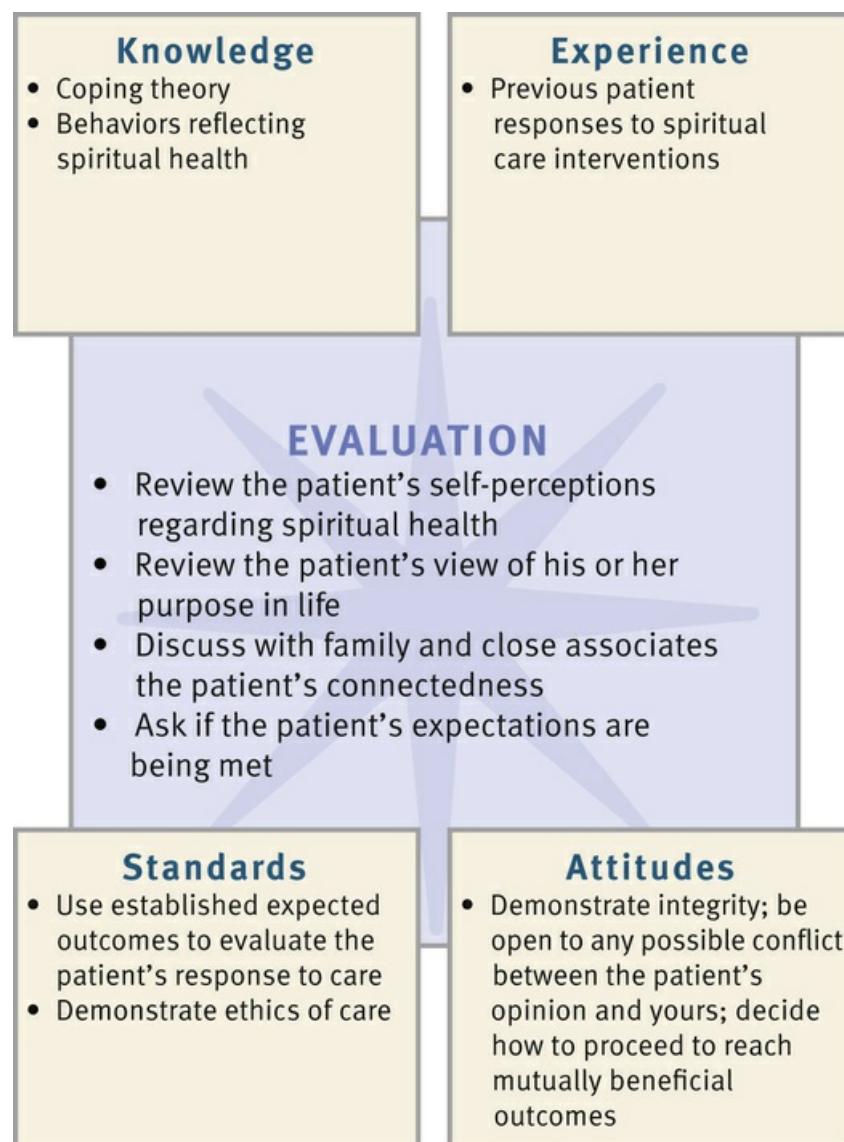 Knowledge
• Coping theory
• Behaviors reflecting
spiritual health
Experience
• Previous patient
responses to spiritual
care interventions
EVALUATION
• Review the patient’s self-perceptions
regarding spiritual health
• Review the patient’s view of his or her
purpose in life
• Discuss with family and close associates
the patient’s connectedness
• Ask if the patient’s expectations are
being met
Standards
• Use established expected
outcomes to evaluate the
patient’s response to care
• Demonstrate ethics of care
Attitudes
• Demonstrate integrity; be
open to any possible conflict
between the patient’s
opinion and yours; decide
how to proceed to reach
mutually beneficial
outcomes